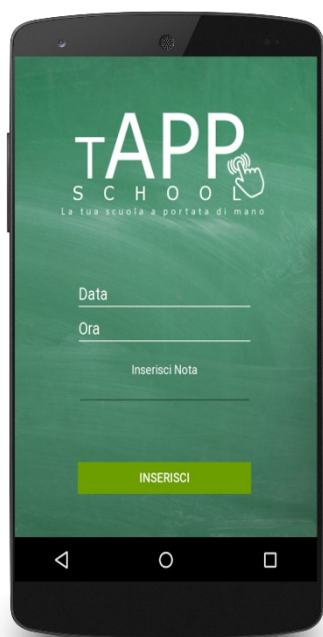 TAPP
SCHOOL
La tua scuola a portata di mano
Data
Ora
Inserisci Nota
INSERISCI